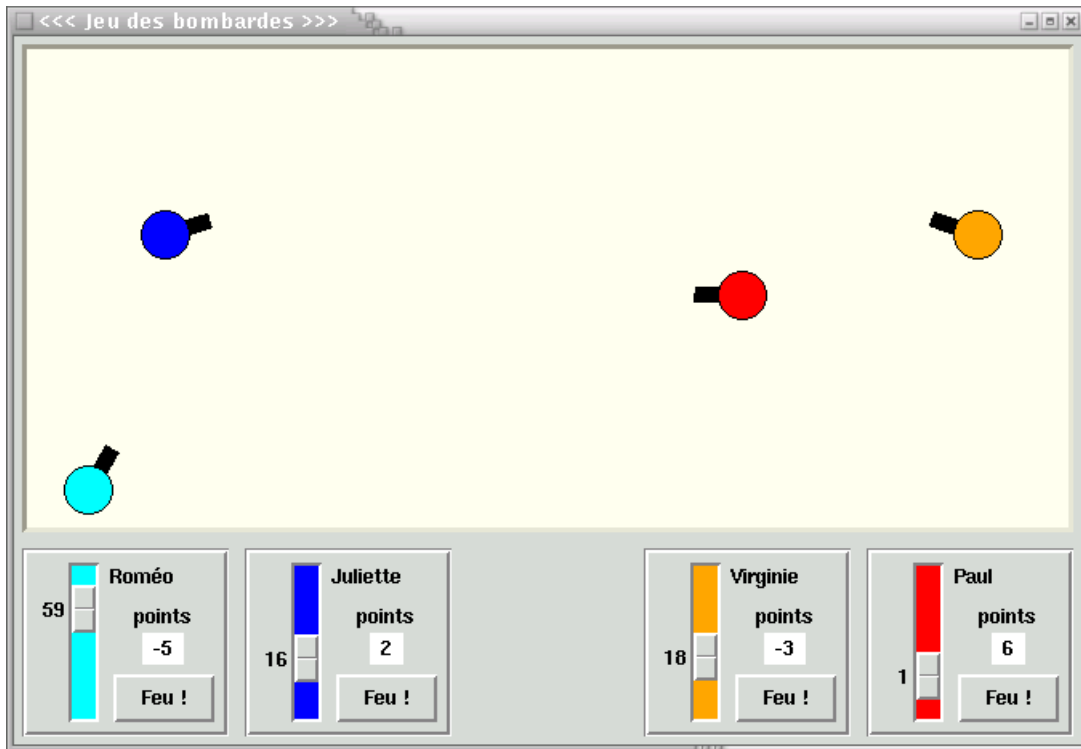 <<< Jeu des bombardes >>>
Roméo
59
points
-5
Feu !
Juliette
16
points
2
Feu !
Virginie
18
points
-3
Feu !
Paul
1
points
6
Feu !